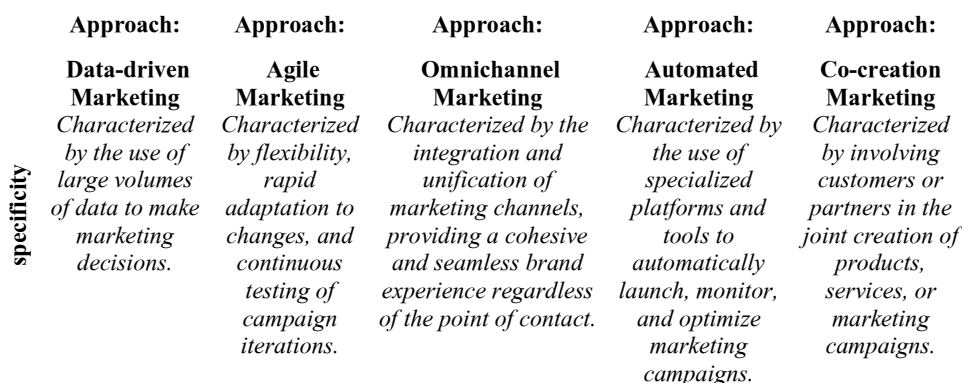 Approach:
Data-driven
Marketing
Characterized
by the use of
large volumes
of data to make
marketing
decisions.
Approach:
Agile
Marketing
Characterized
by flexibility,
rapid
adaptation to
changes, and
continuous
testing of
campaign
iterations.
Approach:
Omnichannel
Marketing
Characterized by the
integration and
unification of
marketing channels,
providing a cohesive
and seamless brand
experience regardless
of the point of contact.
Approach:
Automated
Marketing
Characterized by
the use of
specialized
platforms and
tools to
automatically
launch, monitor,
and optimize
marketing
campaigns.
Approach:
Co-creation
Marketing
Characterized
by involving
customers or
partners in the
joint creation of
products,
services, or
marketing
campaigns.
specificity